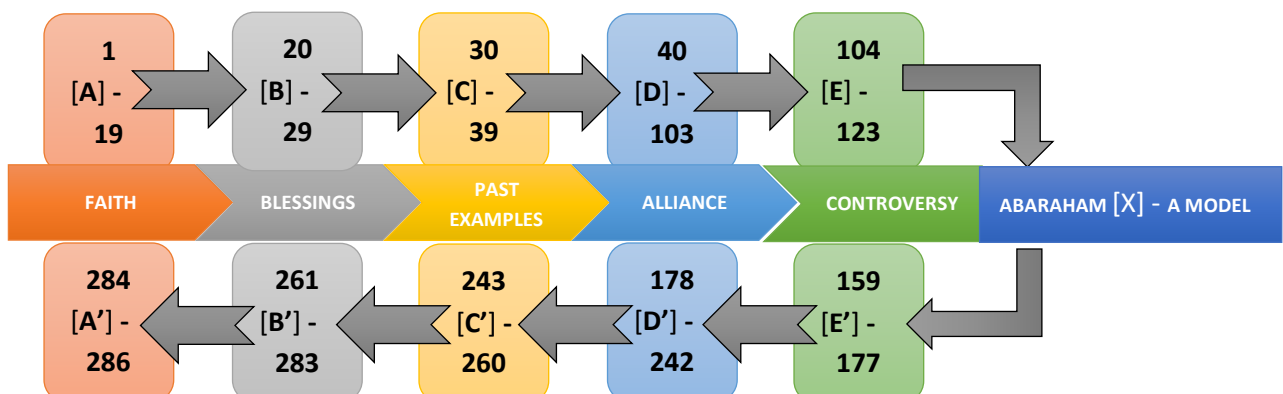 1
[A] -
19
20
[B] -
29
30
[C] -
39
40
[D] -
103
104
[E] -
123
FAITH
BLESSINGS
PAST
EXAMPLES
ALLIANCE
CONTROVERSY
ABARAHAM [X] - A MODEL
284
[A’] -
286
261
[B’] -
283
243
[C’] -
260
178
[D’] -
242
159
[E’] -
177